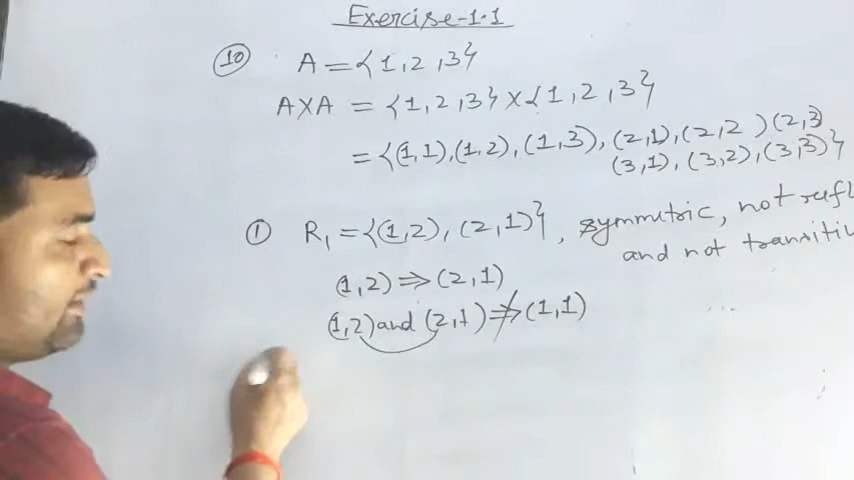 Exercise-1.1
⑩ A = {1, 2, 3}
A×A = {1, 2, 3} × {1, 2, 3}
= {(1,1), (1,2), (1,3), (2,1), (2,2) (2,3
(3,1), (3,2), (3,3)}
① R₁ = {(1,2), (2,1)}, symmetric, not refl
and not transitiv
(1,2) ⇒ (2,1)
(1,2) and (2,1) ⇏ (1,1)